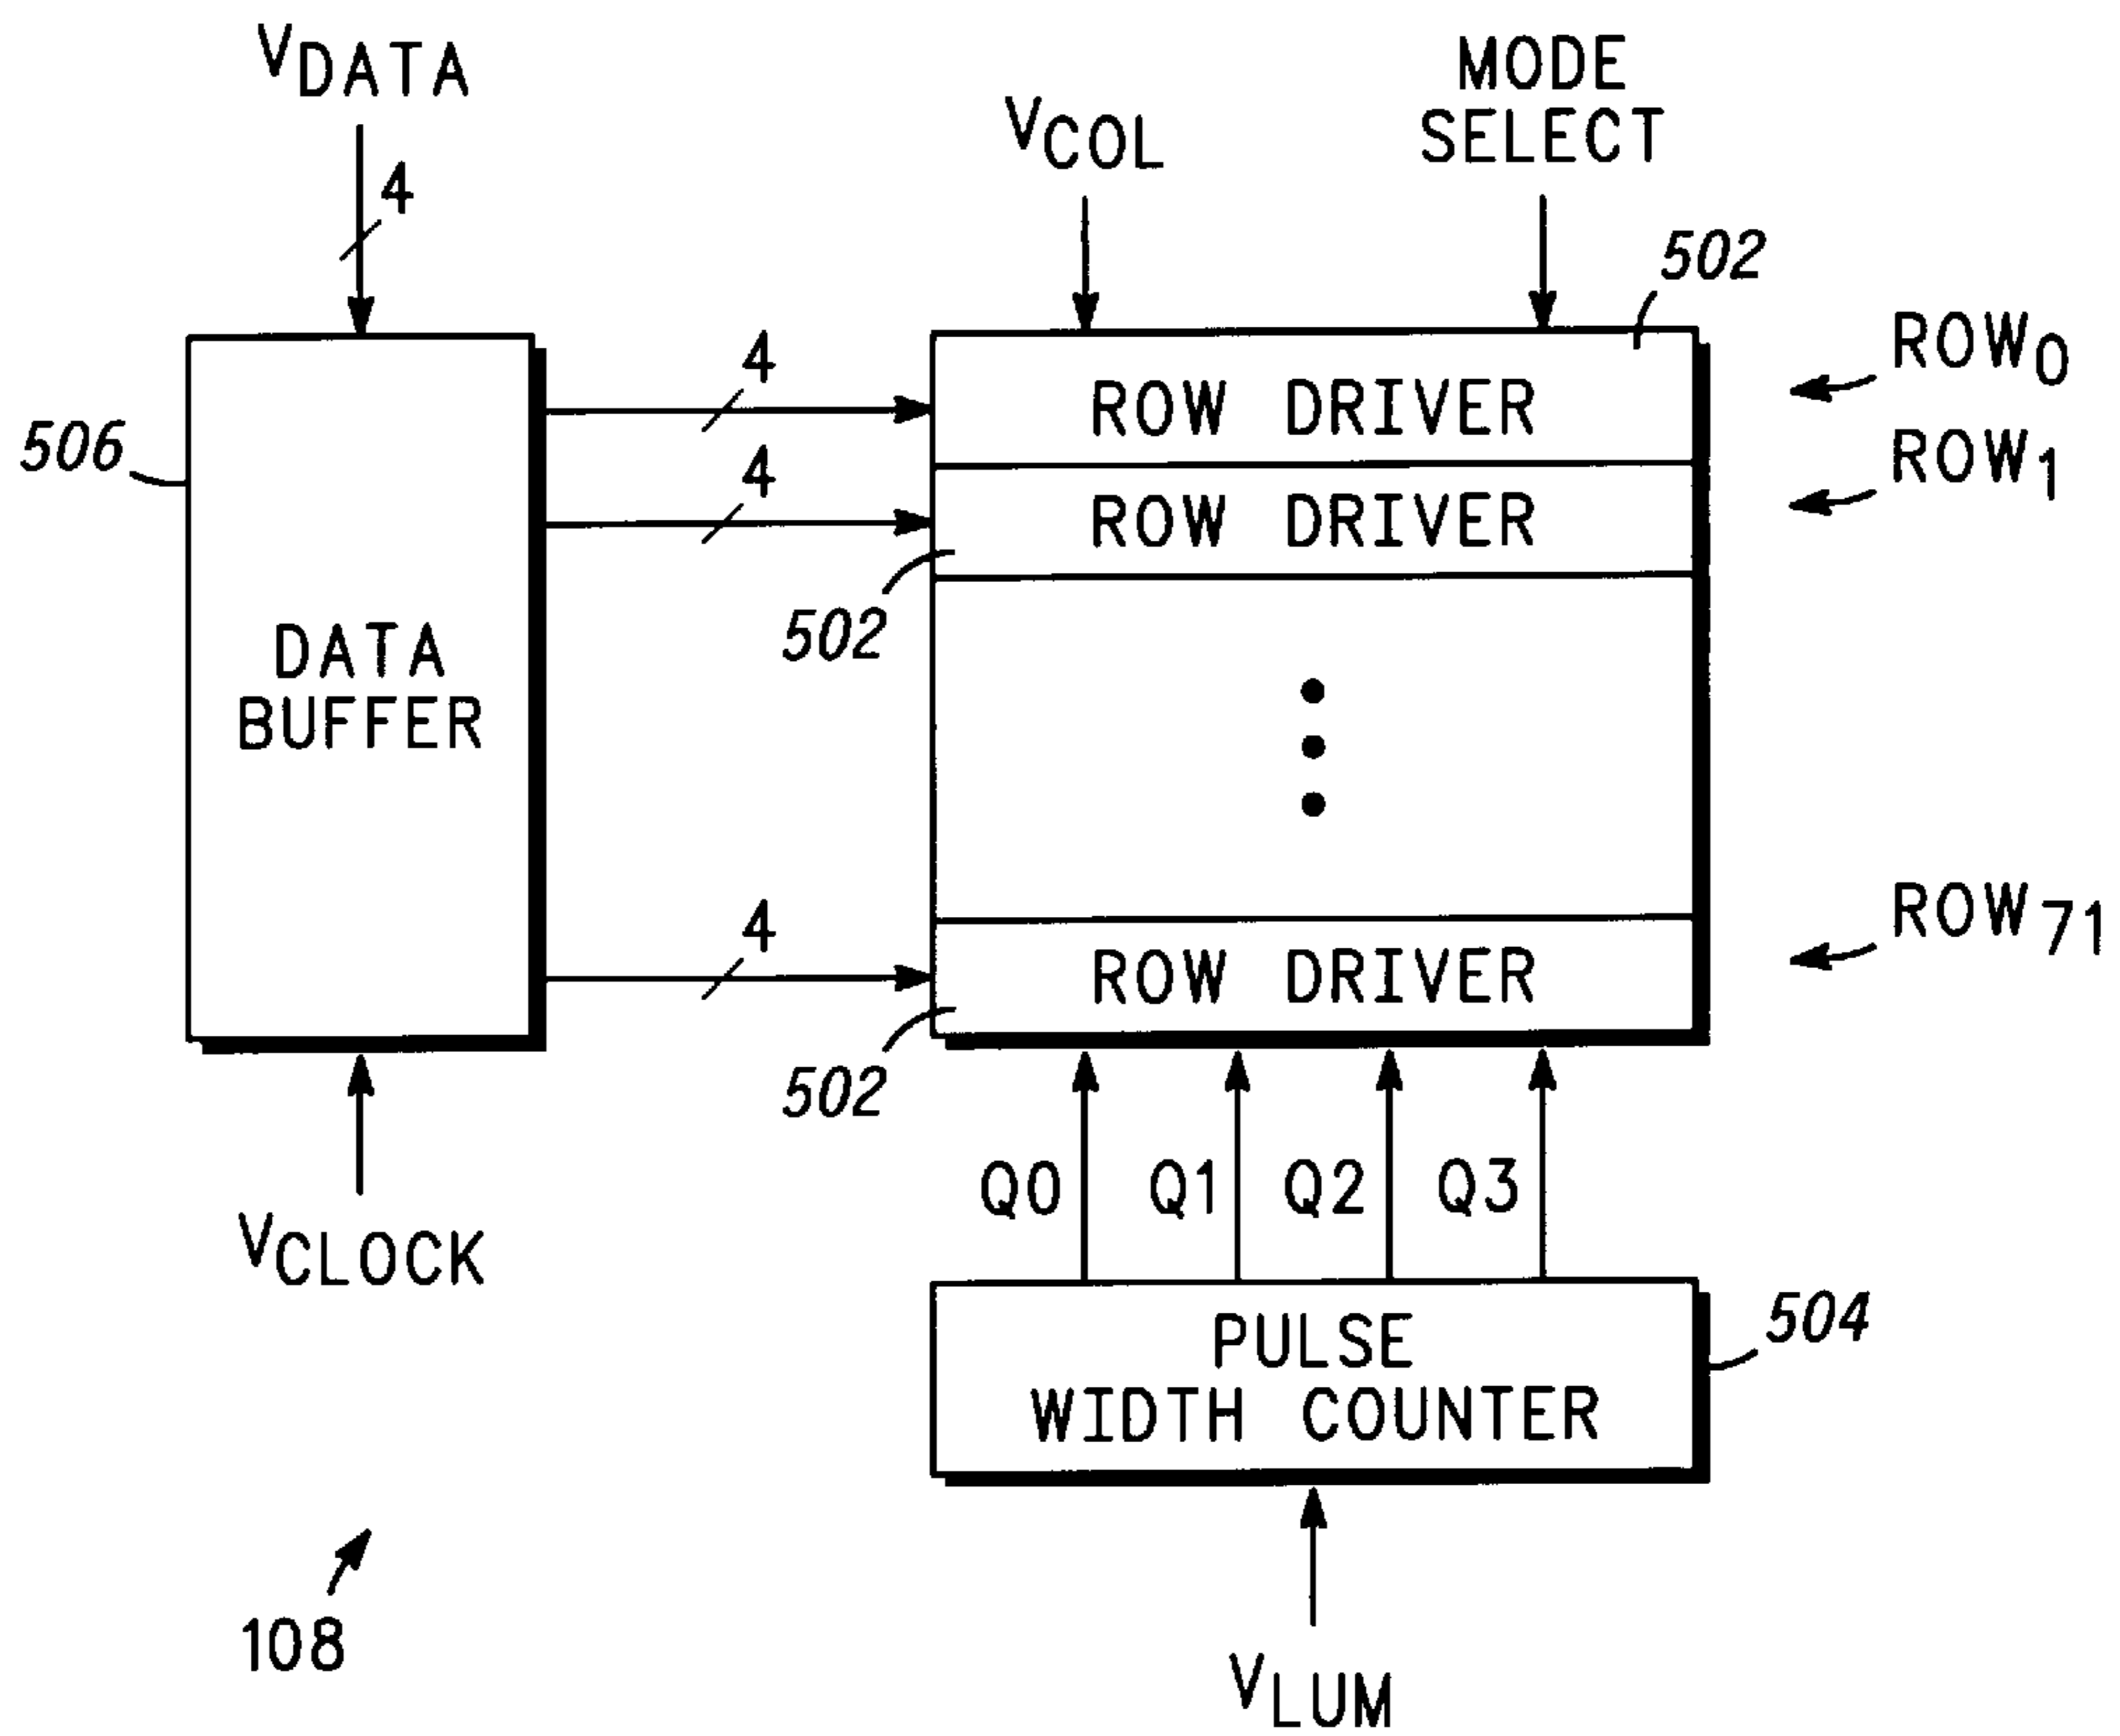 VDATA
4
VCOL
MODE
SELECT
502
506
DATA
BUFFER
4
4
4
ROW DRIVER
ROW DRIVER
502
ROW DRIVER
502
ROW0
ROW1
ROW71
VCLOCK
Q0 Q1 Q2 Q3
PULSE
WIDTH COUNTER
504
VLUM
108